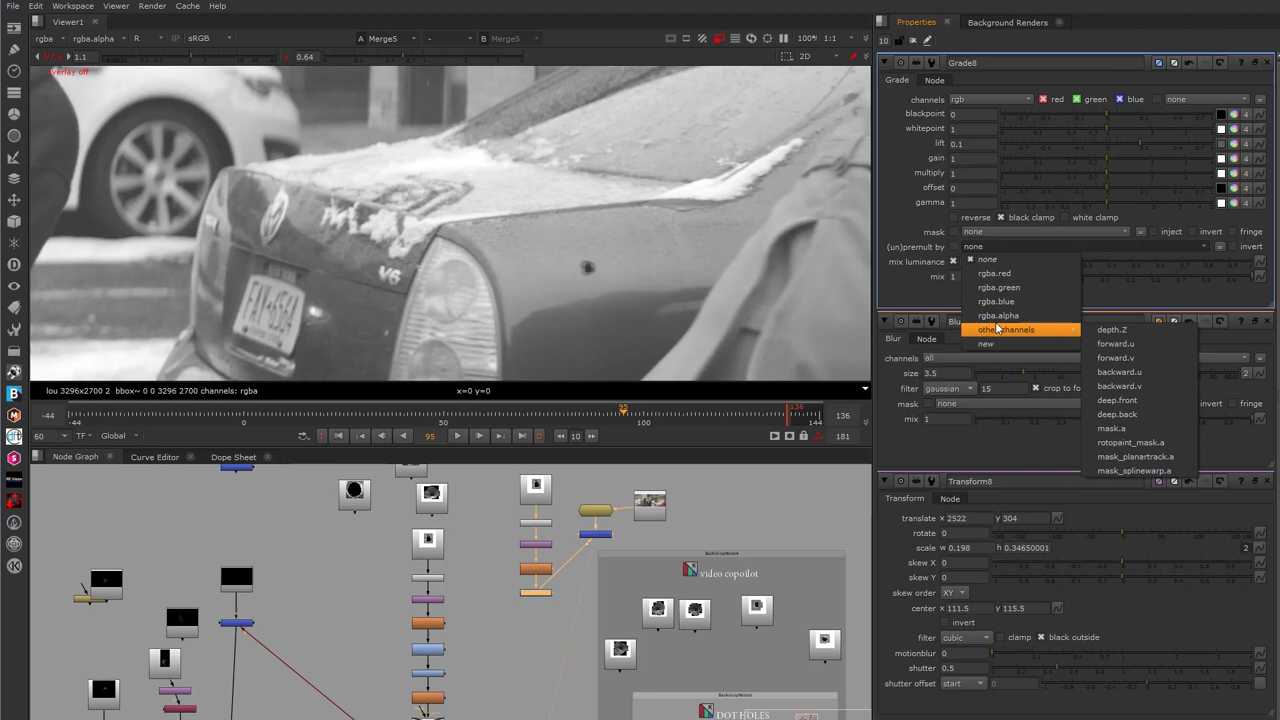 File Edit Workspace Viewer Render Cache Help
Viewer1
Properties Background Renders
rgba rgba.alpha R IP sRGB A Merge5 - B Merge5 100% 1:1
10
1.1 0.64 2D
overlay off
Grade8
Grade Node
channels rgb red green blue none
blackpoint 0
whitepoint 1
lift 0.1
gain 1
multiply 1
offset 0
gamma 1
reverse black clamp white clamp
mask none inject invert fringe
(un)premult by none invert
mix luminance
mix 1
none
rgba.red
rgba.green
rgba.blue
rgba.alpha
other channels
new
depth.Z
forward.u
forward.v
backward.u
backward.v
deep.front
deep.back
mask.a
rotopaint_mask.a
mask_planartrack.a
mask_splinewarp.a
Blur Node
channels all
size 3.5 2
filter gaussian 15 crop to fo
mask none invert fringe
mix 1
V6
lou 3296x2700 2 bbox~ 0 0 3296 2700 channels: rgba x=0 y=0
-44 -44 0 50 95 100 136 144 136
60 TF Global 95 10 181
Node Graph Curve Editor Dope Sheet
Transform8
Transform Node
translate x 2522 y 304
rotate 0
scale w 0.198 h 0.34650001 2
skew X 0
skew Y 0
skew order XY
center x 111.5 y 115.5
invert
filter cubic clamp black outside
motionblur 0
shutter 0.5
shutter offset start 0
video copoilot
DOT HOLES